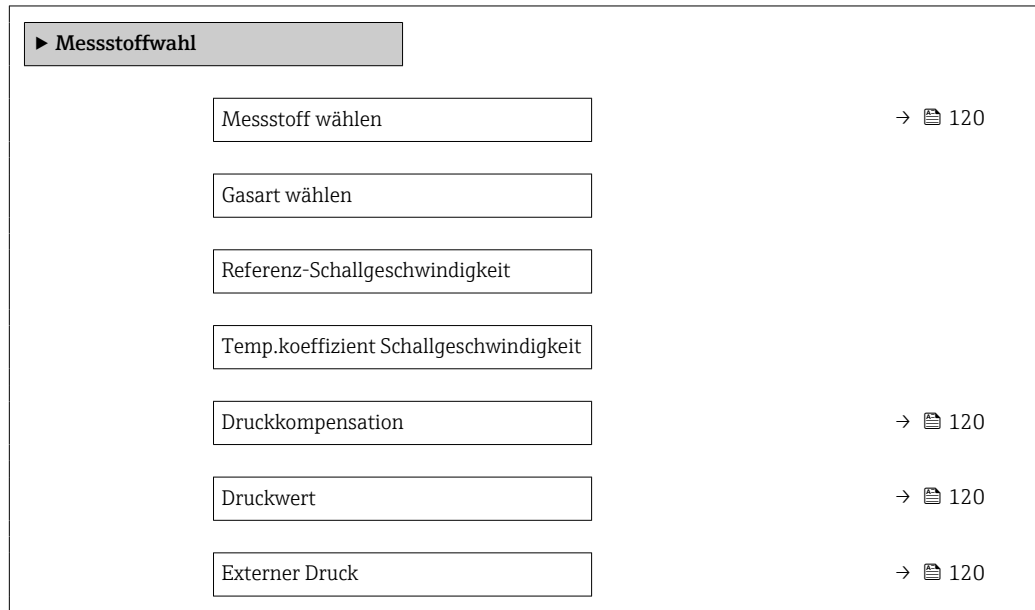 ▶ Messstoffwahl
Messstoff wählen → 120
Gasart wählen
Referenz-Schallgeschwindigkeit
Temp.koeffizient Schallgeschwindigkeit
Druckkompensation → 120
Druckwert → 120
Externer Druck → 120